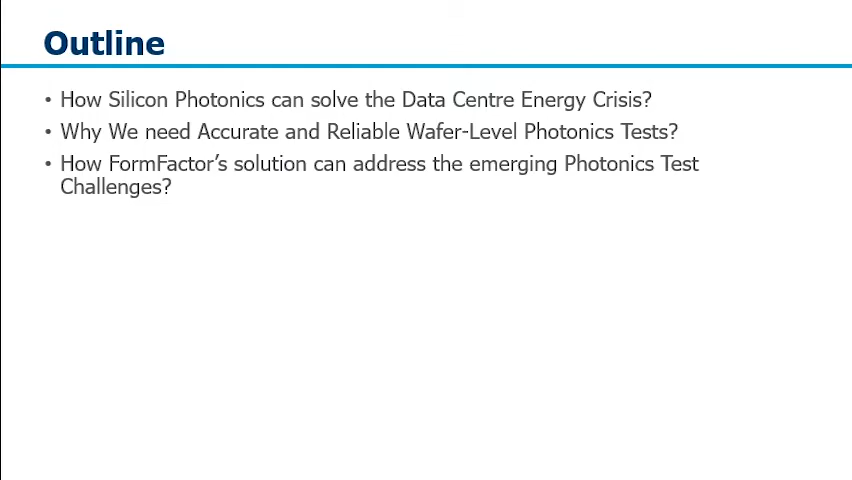 Outline
• How Silicon Photonics can solve the Data Centre Energy Crisis?
• Why We need Accurate and Reliable Wafer-Level Photonics Tests?
• How FormFactor’s solution can address the emerging Photonics Test
Challenges?